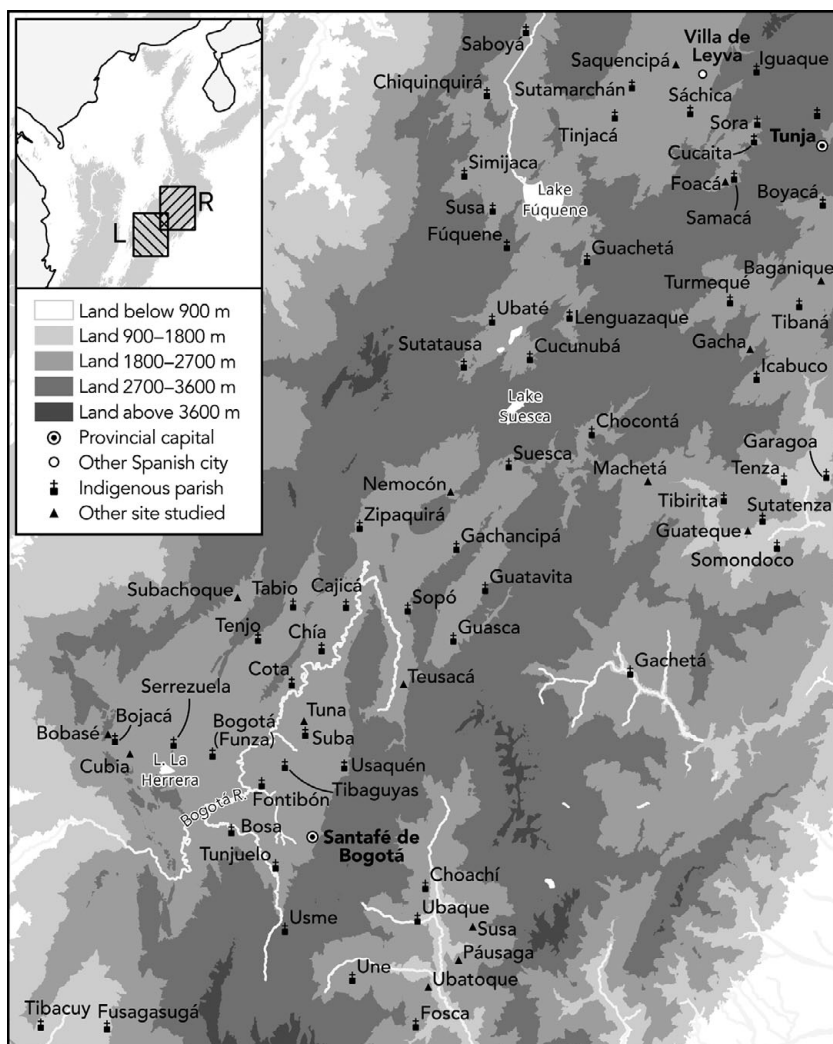 L
R
Land below 900 m
Land 900–1800 m
Land 1800–2700 m
Land 2700–3600 m
Land above 3600 m
Provincial capital
Other Spanish city
Indigenous parish
Other site studied
Saboyá
Villa de
Leyva
Saquencipá
Iguaque
Chiquinquirá
Sutamarchán
Sáchica
Tinjacá
Sora
Tunja
Cucaita
Simijaca
Lake
Fúquene
Foacá
Boyacá
Samacá
Susa
Fúquene
Guachetá
Baganique
Turmequé
Ubaté
Lenguazaque
Tibaná
Sutatausa
Cucunubá
Gacha
Icabuco
Lake
Suesca
Chocontá
Garagoa
Suesca
Machetá
Tenza
Nemocón
Tibirita
Sutatenza
Zipaquirá
Gachancipá
Guateque
Somondoco
Subachoque
Tabio
Cajicá
Guatavita
Sopó
Tenjo
Chía
Guasca
Cota
Gachetá
Serrezuela
Teusacá
Bojacá
Bogotá
(Funza)
Tuna
Bobasé
Suba
Cubia
L. La
Herrera
Usaquén
Tibaguyas
Fontibón
Bogotá R.
Bosa
Santafé de
Bogotá
Tunjuelo
Choachí
Ubaque
Usme
Susa
Páusaga
Une
Ubatoque
Tibacuy
Fusagasugá
Fosca